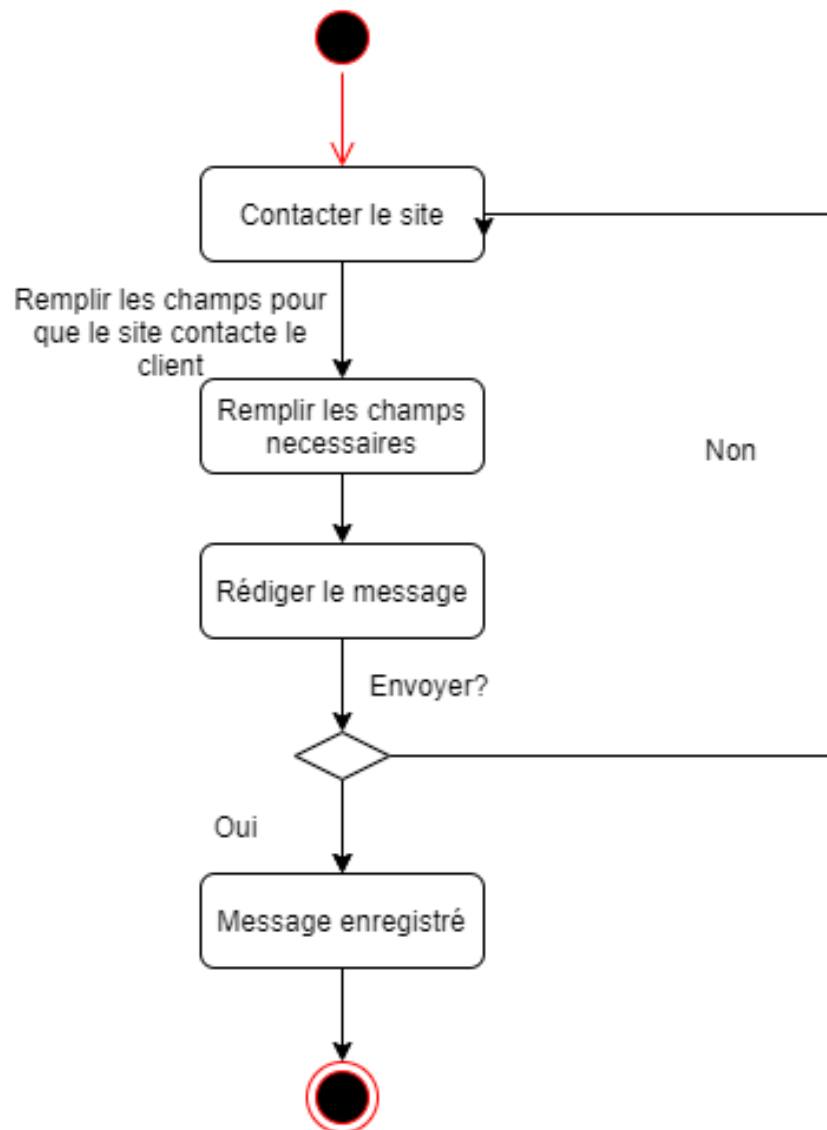 Contacter le site
Remplir les champs pour
que le site contacte le
client
Remplir les champs
necessaires
Non
Rédiger le message
Envoyer?
Oui
Message enregistré